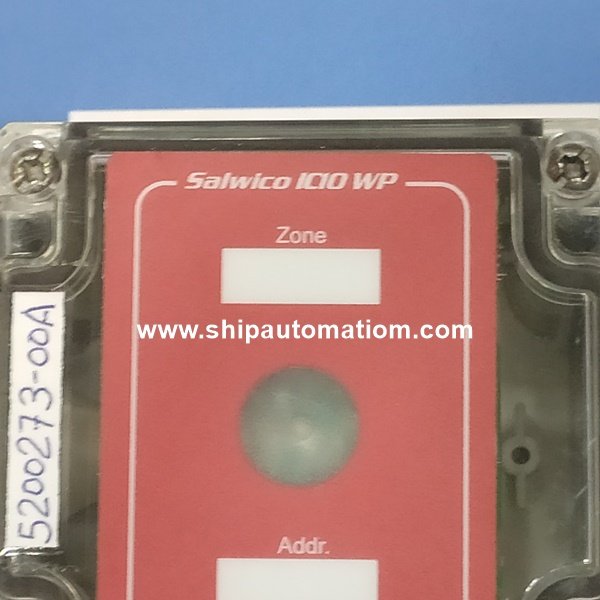 Salwico IC10 WP
Zone
www.shipautomatiom.com
5200273-00A
Addr.